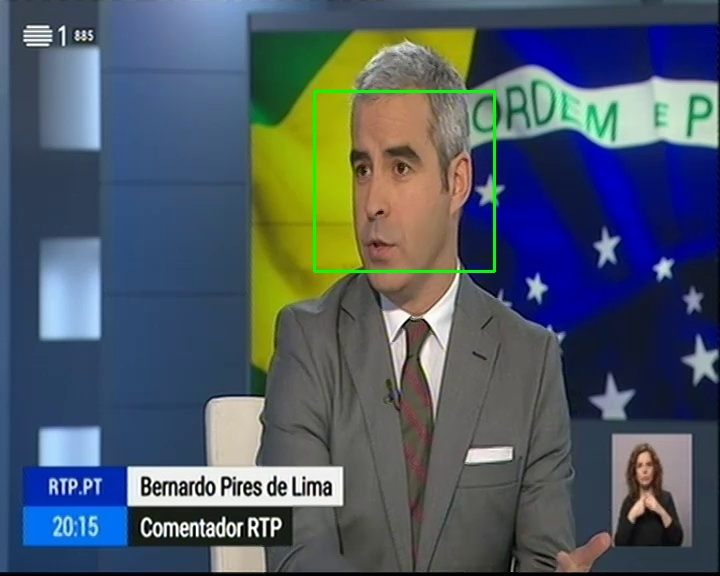 1 885
ORDEM E P
RTP.PT
Bernardo Pires de Lima
20:15
Comentador RTP